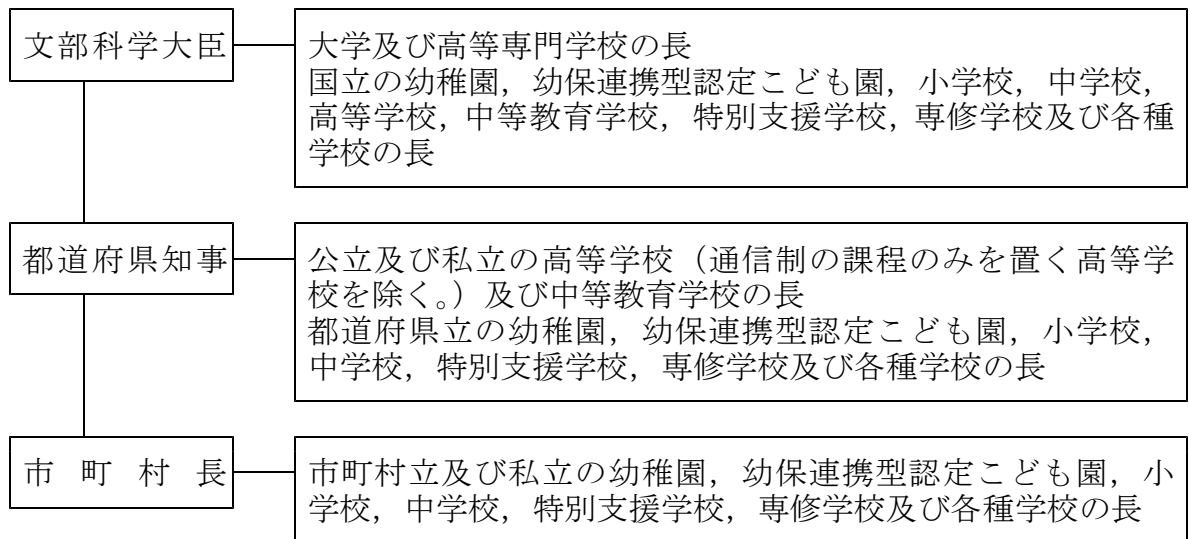 文部科学大臣
大学及び高等専門学校の長
国立の幼稚園，幼保連携型認定こども園，小学校，中学校，
高等学校，中等教育学校，特別支援学校，専修学校及び各種
学校の長
都道府県知事
公立及び私立の高等学校（通信制の課程のみを置く高等学
校を除く。）及び中等教育学校の長
都道府県立の幼稚園，幼保連携型認定こども園，小学校，
中学校，特別支援学校，専修学校及び各種学校の長
市町村長
市町村立及び私立の幼稚園，幼保連携型認定こども園，小
学校，中学校，特別支援学校，専修学校及び各種学校の長